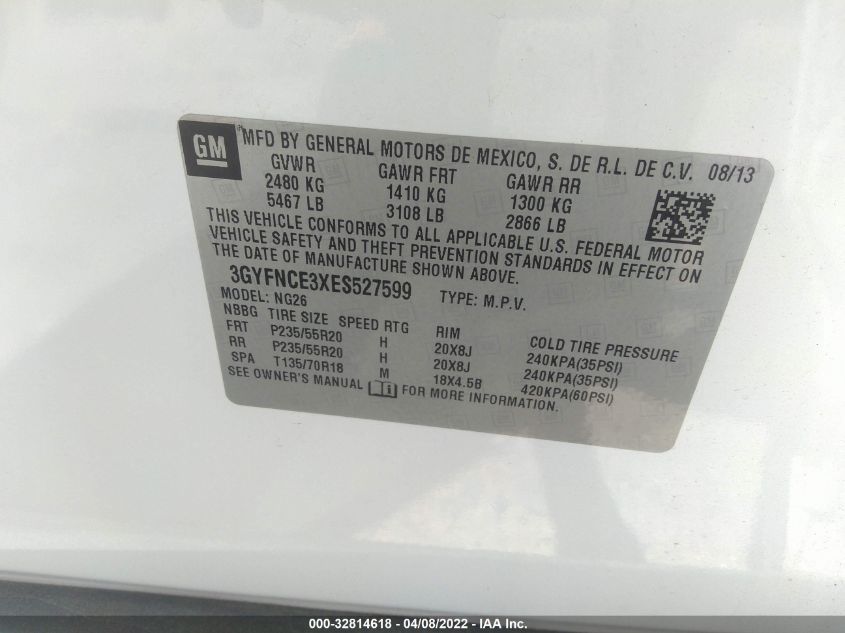 GM
MFD BY GENERAL MOTORS DE MEXICO, S. DE R.L. DE C.V. 08/13
GVWR GAWR FRT GAWR RR
2480 KG 1410 KG 1300 KG
5467 LB 3108 LB 2866 LB
THIS VEHICLE CONFORMS TO ALL APPLICABLE U.S. FEDERAL MOTOR
VEHICLE SAFETY AND THEFT PREVENTION STANDARDS IN EFFECT ON
THE DATE OF MANUFACTURE SHOWN ABOVE.
3GYFNCE3XES527599 TYPE: M.P.V.
MODEL: NG26
NSBG TIRE SIZE SPEED RTG RIM COLD TIRE PRESSURE
FRT P235/55R20 H 20X8J 240KPA(35PSI)
RR P235/55R20 H 20X8J 240KPA(35PSI)
SPA T135/70R18 M 18X4.5B 420KPA(60PSI)
SEE OWNER'S MANUAL FOR MORE INFORMATION.
000-32814618 - 04/08/2022 - IAA Inc.